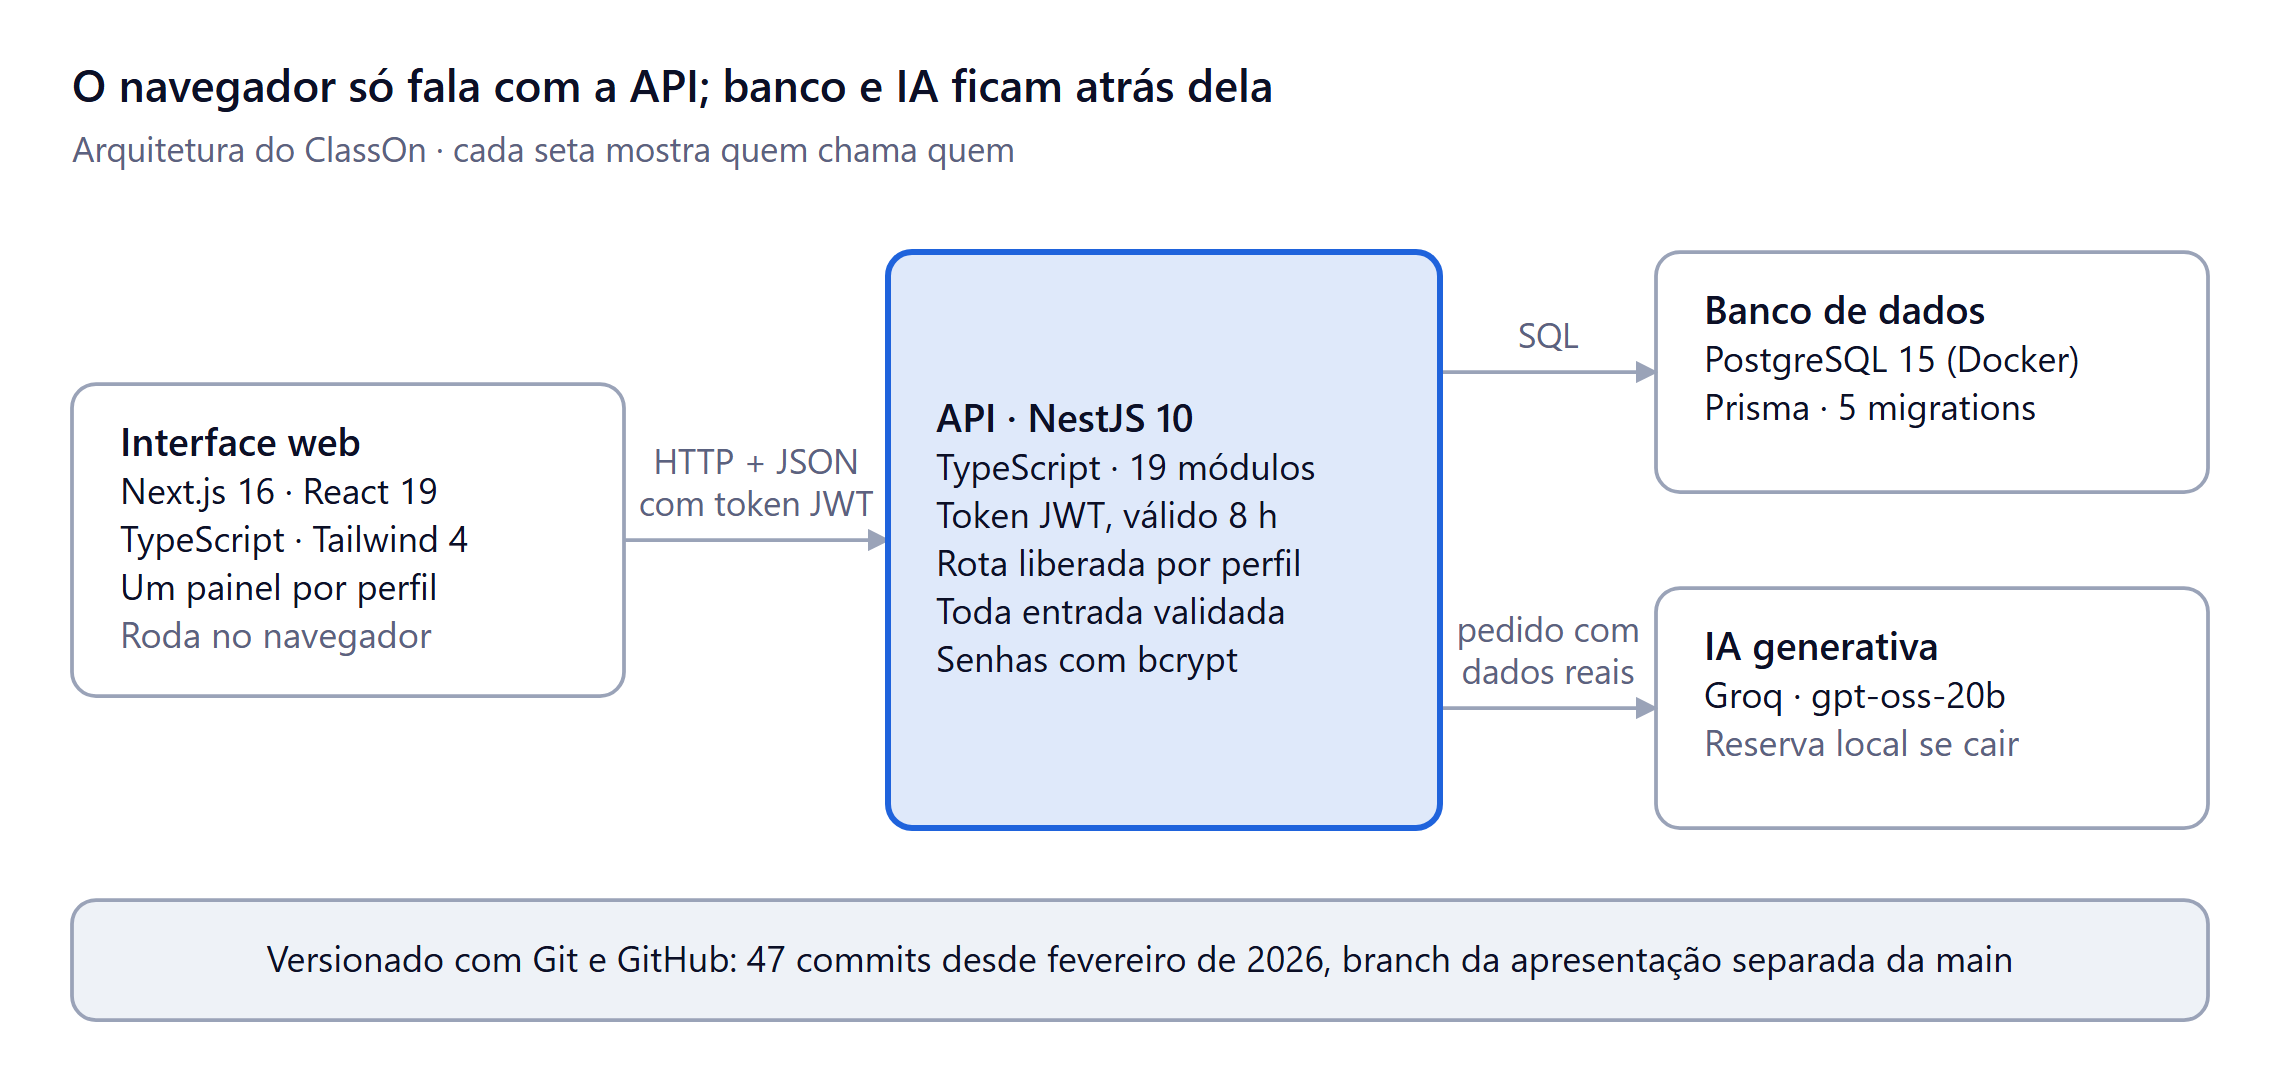 O navegador só fala com a API; banco e IA ficam atrás dela
Arquitetura do ClassOn · cada seta mostra quem chama quem
Interface web
Next.js 16 · React 19
TypeScript · Tailwind 4
Um painel por perfil
Roda no navegador
HTTP + JSON
com token JWT
API · NestJS 10
TypeScript · 19 módulos
Token JWT, válido 8 h
Rota liberada por perfil
Toda entrada validada
Senhas com bcrypt
SQL
Banco de dados
PostgreSQL 15 (Docker)
Prisma · 5 migrations
pedido com
dados reais
IA generativa
Groq · gpt-oss-20b
Reserva local se cair
Versionado com Git e GitHub: 47 commits desde fevereiro de 2026, branch da apresentação separada da main